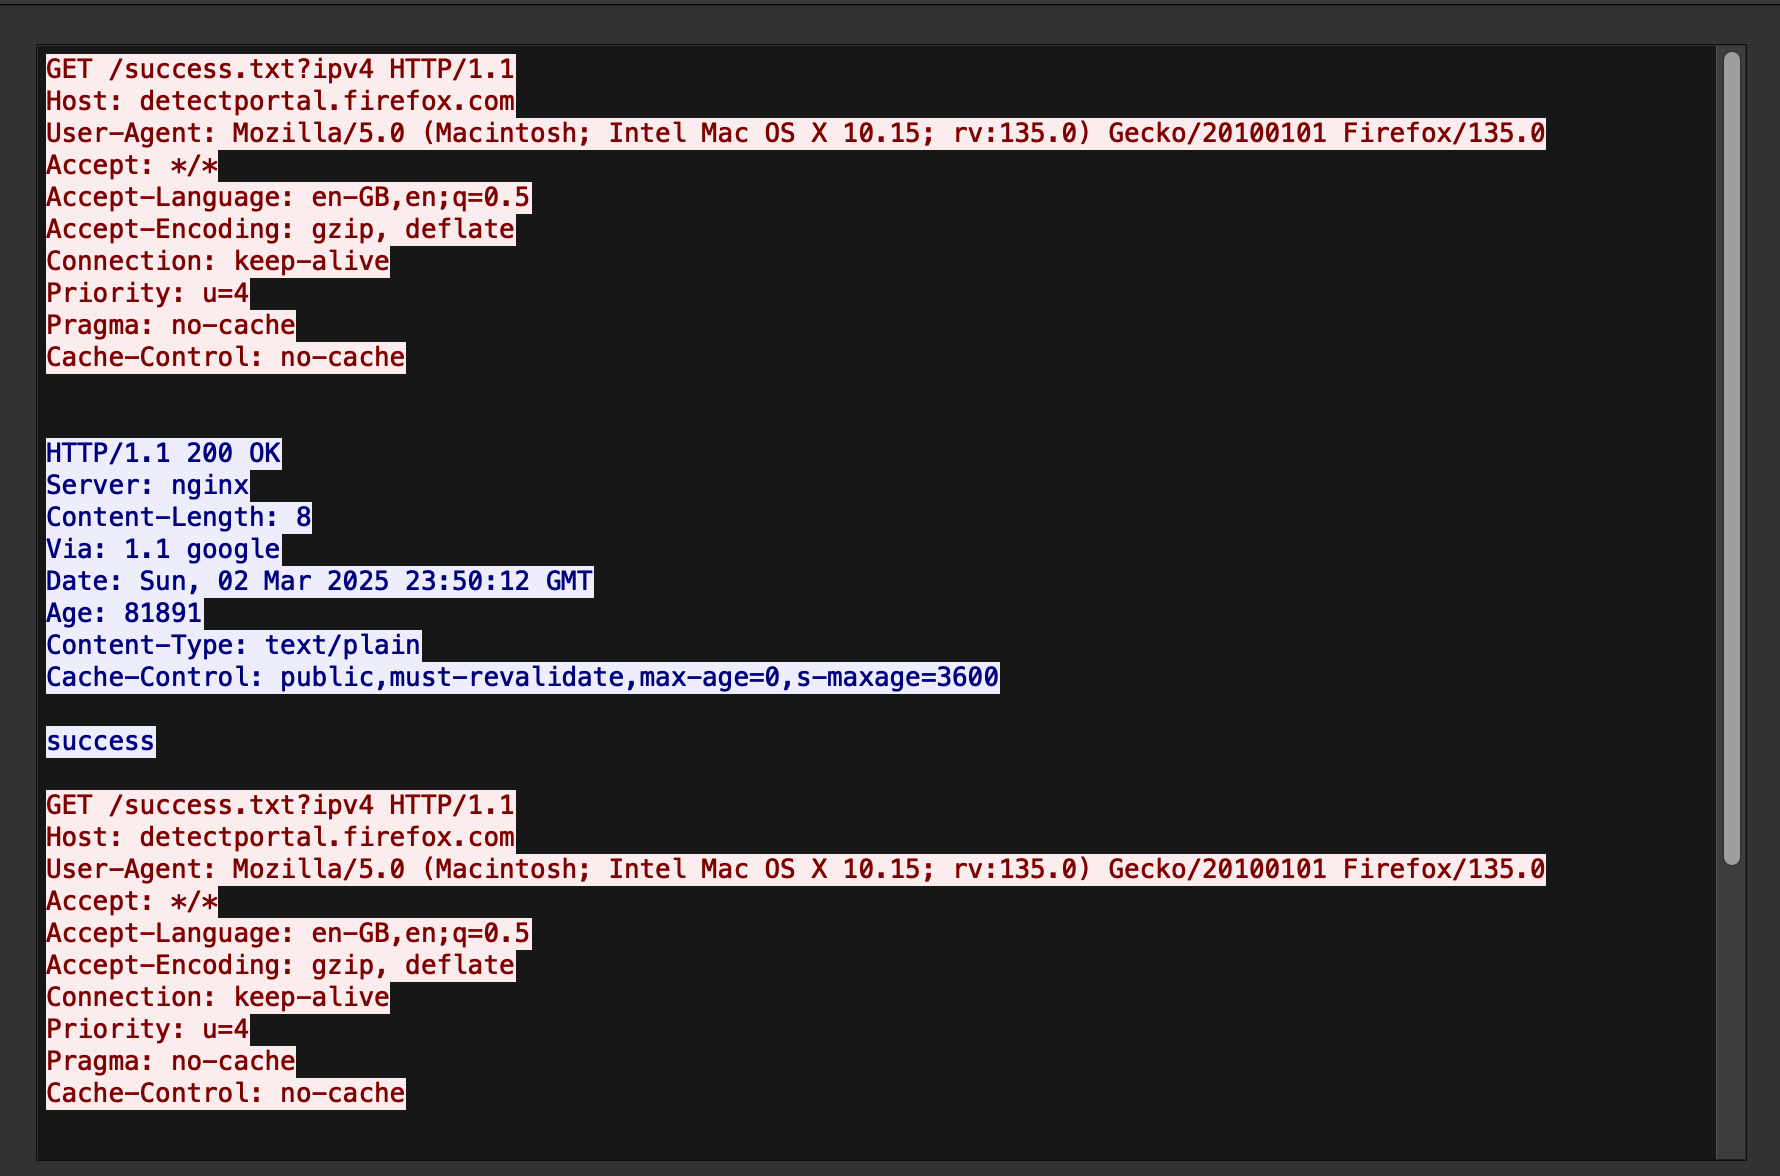 GET /success.txt?ipv4 HTTP/1.1
Host: detectportal.firefox.com
User-Agent: Mozilla/5.0 (Macintosh; Intel Mac OS X 10.15; rv:135.0) Gecko/20100101 Firefox/135.0
Accept: */*
Accept-Language: en-GB,en;q=0.5
Accept-Encoding: gzip, deflate
Connection: keep-alive
Priority: u=4
Pragma: no-cache
Cache-Control: no-cache
HTTP/1.1 200 OK
Server: nginx
Content-Length: 8
Via: 1.1 google
Date: Sun, 02 Mar 2025 23:50:12 GMT
Age: 81891
Content-Type: text/plain
Cache-Control: public,must-revalidate,max-age=0,s-maxage=3600
success
GET /success.txt?ipv4 HTTP/1.1
Host: detectportal.firefox.com
User-Agent: Mozilla/5.0 (Macintosh; Intel Mac OS X 10.15; rv:135.0) Gecko/20100101 Firefox/135.0
Accept: */*
Accept-Language: en-GB,en;q=0.5
Accept-Encoding: gzip, deflate
Connection: keep-alive
Priority: u=4
Pragma: no-cache
Cache-Control: no-cache